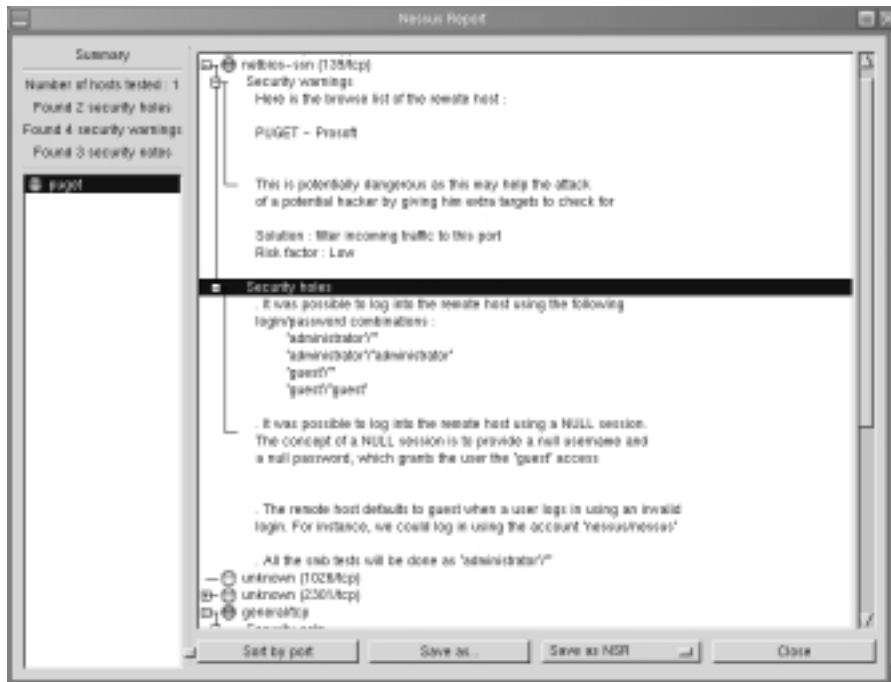 Nessus Report
Summary
Number of hosts tested : 1
Found 2 security holes
Found 4 security warnings
Found 3 security notes
puget
netbios-ssn (139/tcp)
Security warnings
Here is the browse list of the remote host :
PUGET - Prosoft
This is potentially dangerous as this may help the attack
of a potential hacker by giving him extra targets to check for
Solution : filter incoming traffic to this port
Risk factor : Low
Security holes
. It was possible to log into the remote host using the following
login/password combinations :
'administrator'/''
'administrator'/'administrator'
'guest'/''
'guest'/'guest'
. It was possible to log into the remote host using a NULL session.
The concept of a NULL session is to provide a null username and
a null password, which grants the user the 'guest' access
. The remote host defaults to guest when a user logs in using an invalid
login. For instance, we could log in using the account 'nessus/nessus'
. All the smb tests will be done as 'administrator'/''
unknown (1026/tcp)
unknown (2301/tcp)
general/tcp
Sort by port
Save as...
Save as NSR
Close